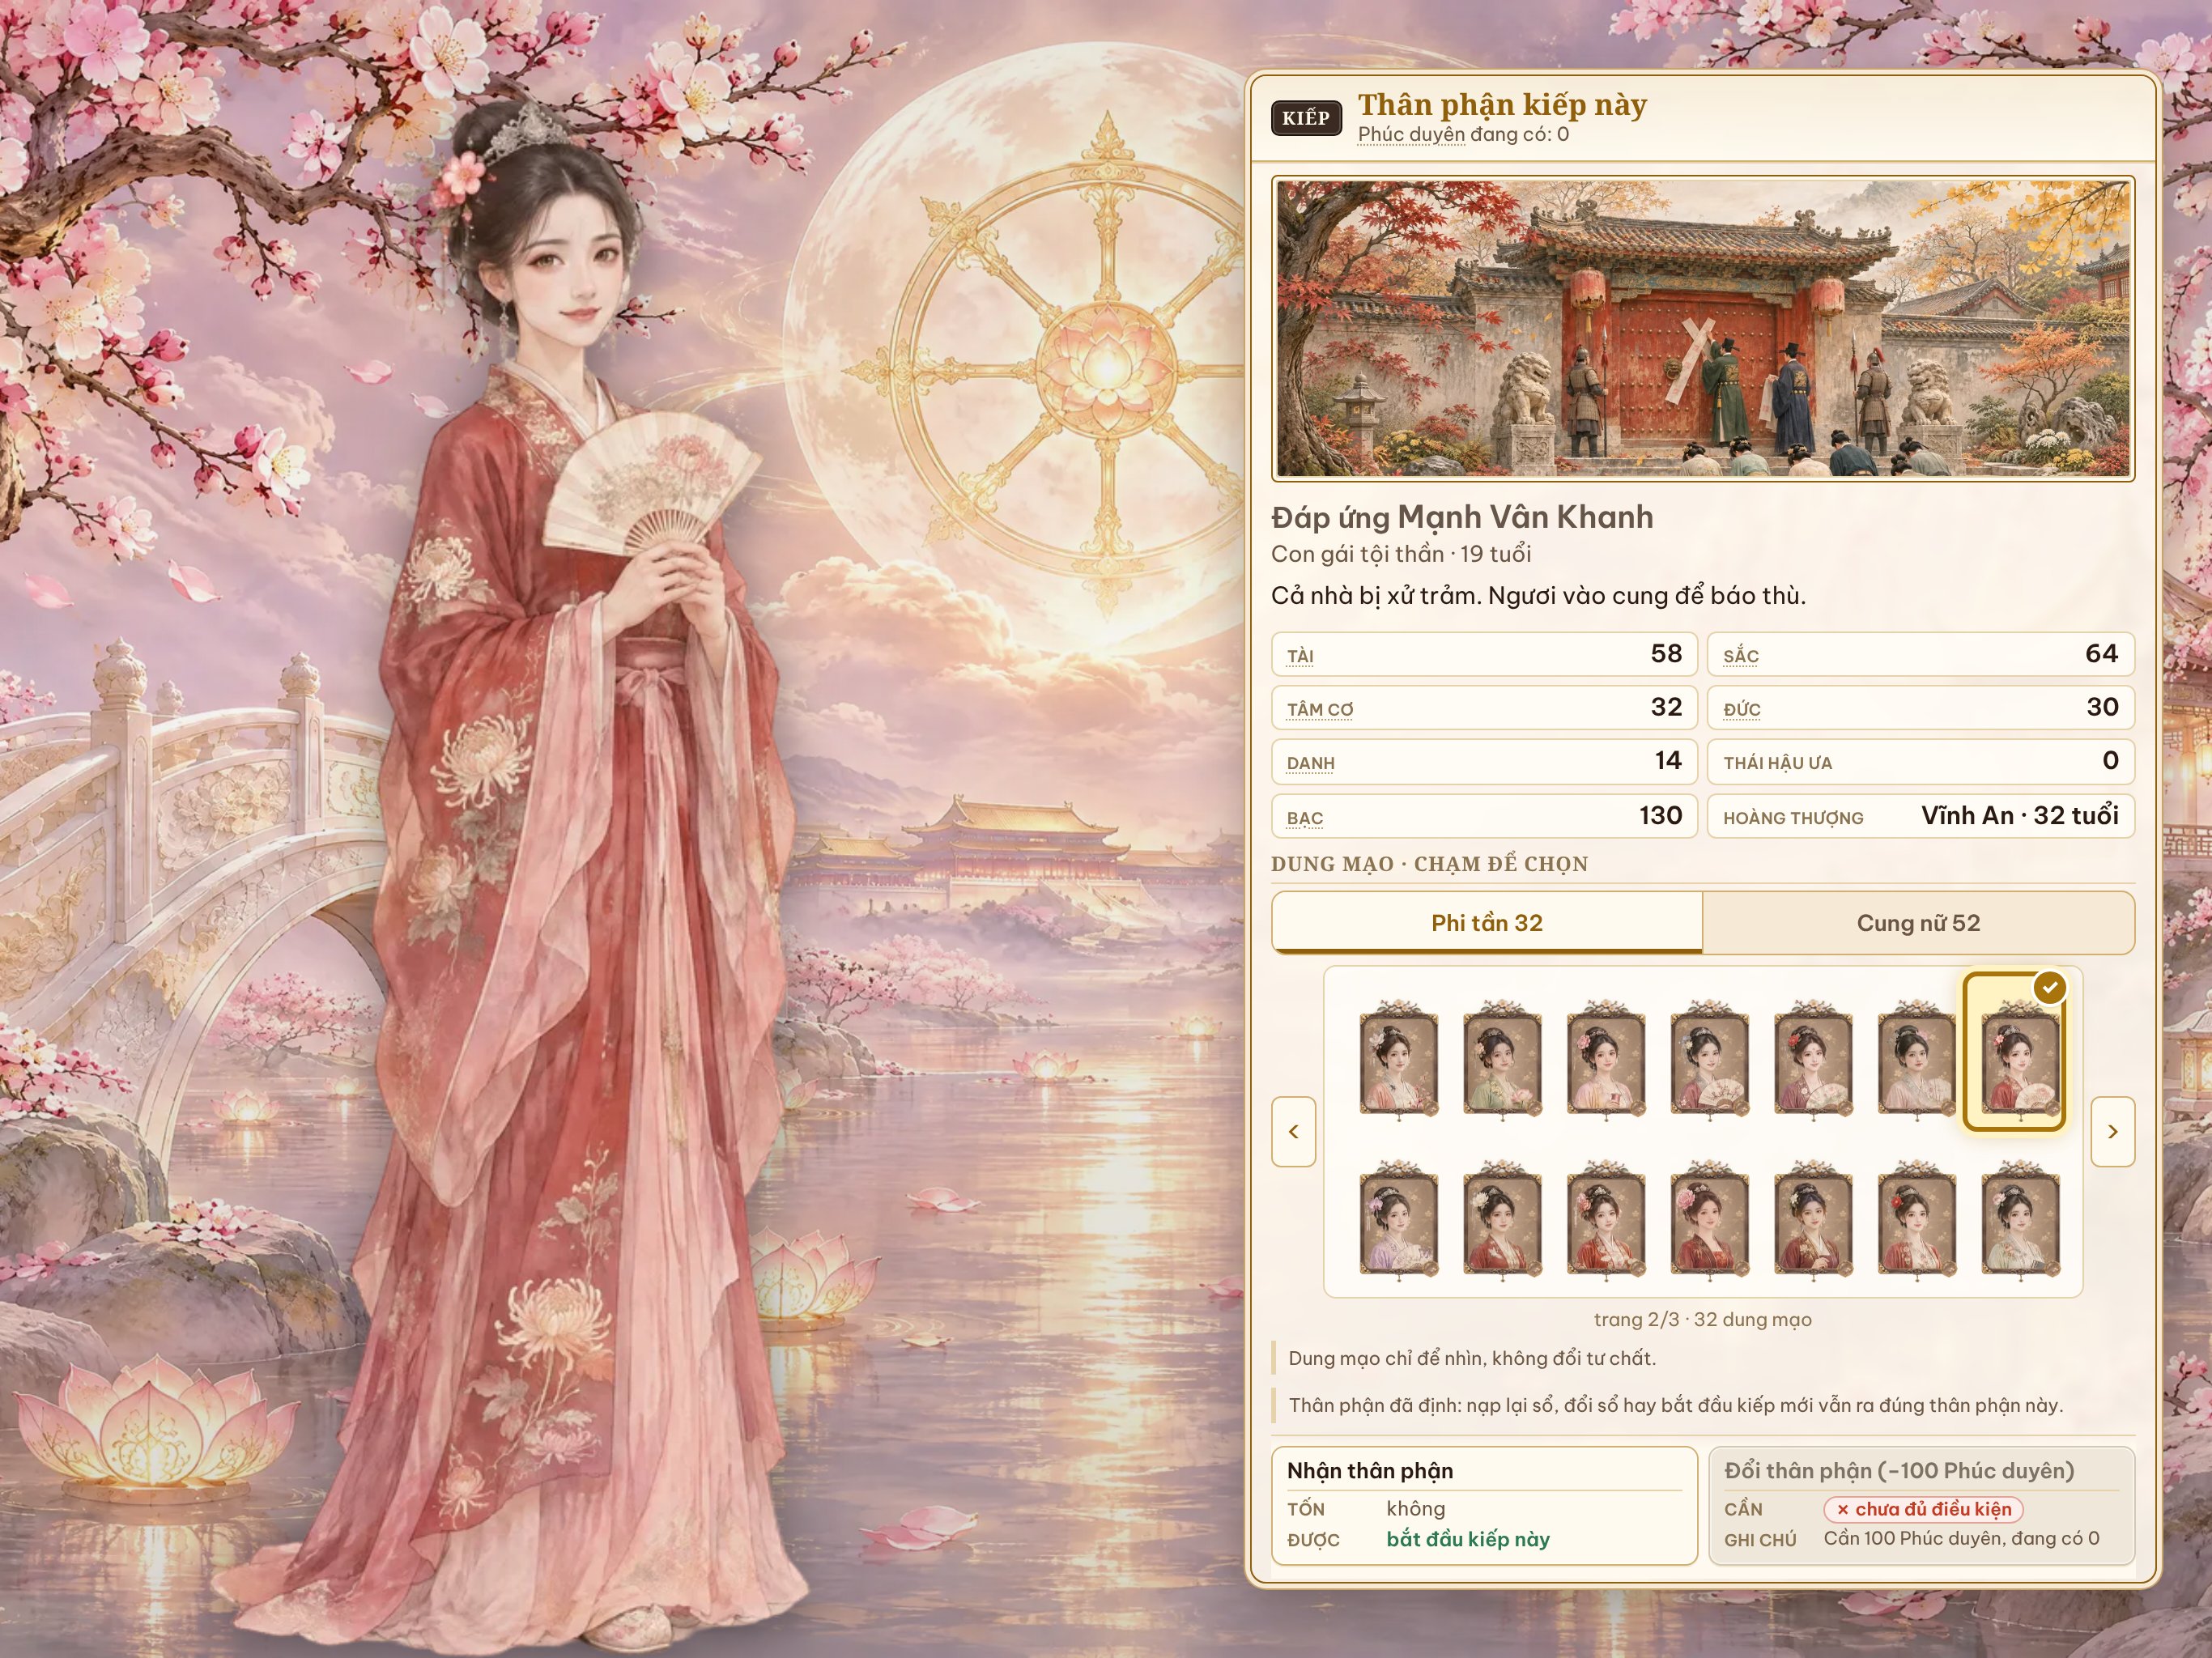 KIẾP
Thân phận kiếp này
Phúc duyên đang có: 0
Đáp ứng Mạnh Vân Khanh
Con gái tội thần · 19 tuổi
Cả nhà bị xử trảm. Ngươi vào cung để báo thù.
TÀI 58
SẮC 64
TÂM CƠ 32
ĐỨC 30
DANH 14
THÁI HẬU ƯA 0
BẠC 130
HOÀNG THƯỢNG Vĩnh An · 32 tuổi
DUNG MẠO · CHẠM ĐỂ CHỌN
Phi tần 32
Cung nữ 52
trang 2/3 · 32 dung mạo
Dung mạo chỉ để nhìn, không đổi tư chất.
Thân phận đã định: nạp lại sổ, đổi sổ hay bắt đầu kiếp mới vẫn ra đúng thân phận này.
Nhận thân phận
TỐN không
ĐƯỢC bắt đầu kiếp này
Đổi thân phận (-100 Phúc duyên)
CẦN × chưa đủ điều kiện
GHI CHÚ Cần 100 Phúc duyên, đang có 0